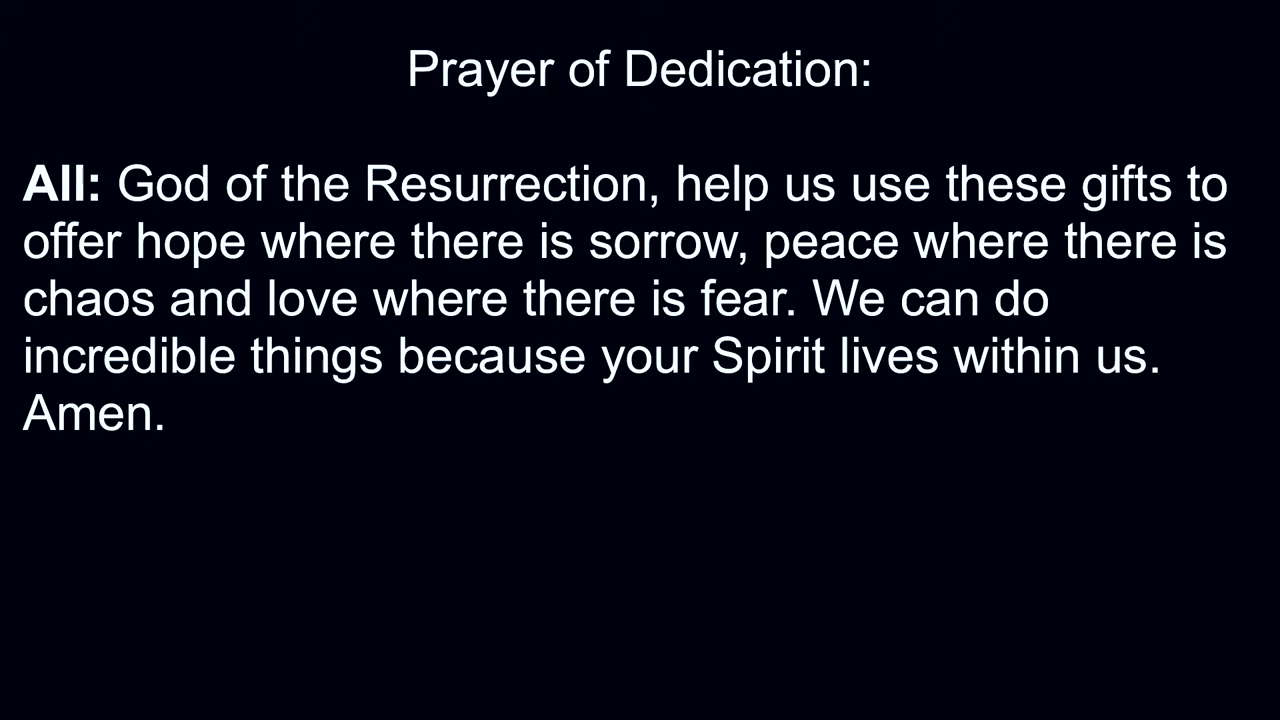 Prayer of Dedication:
All: God of the Resurrection, help us use these gifts to
offer hope where there is sorrow, peace where there is
chaos and love where there is fear. We can do
incredible things because your Spirit lives within us.
Amen.